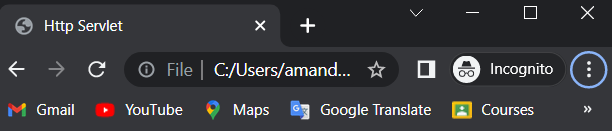 Http Servlet
File C:/Users/amand... Incognito
Gmail YouTube Maps Google Translate Courses »